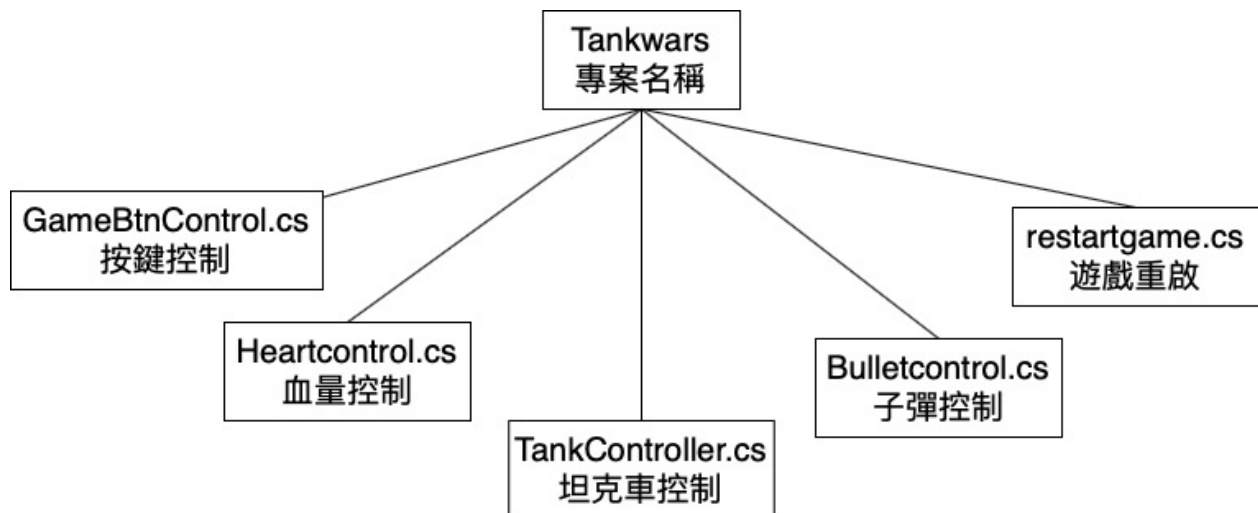 Tankwars
專案名稱
GameBtnControl.cs
按鍵控制
restartgame.cs
遊戲重啟
Heartcontrol.cs
血量控制
Bulletcontrol.cs
子彈控制
TankController.cs
坦克車控制